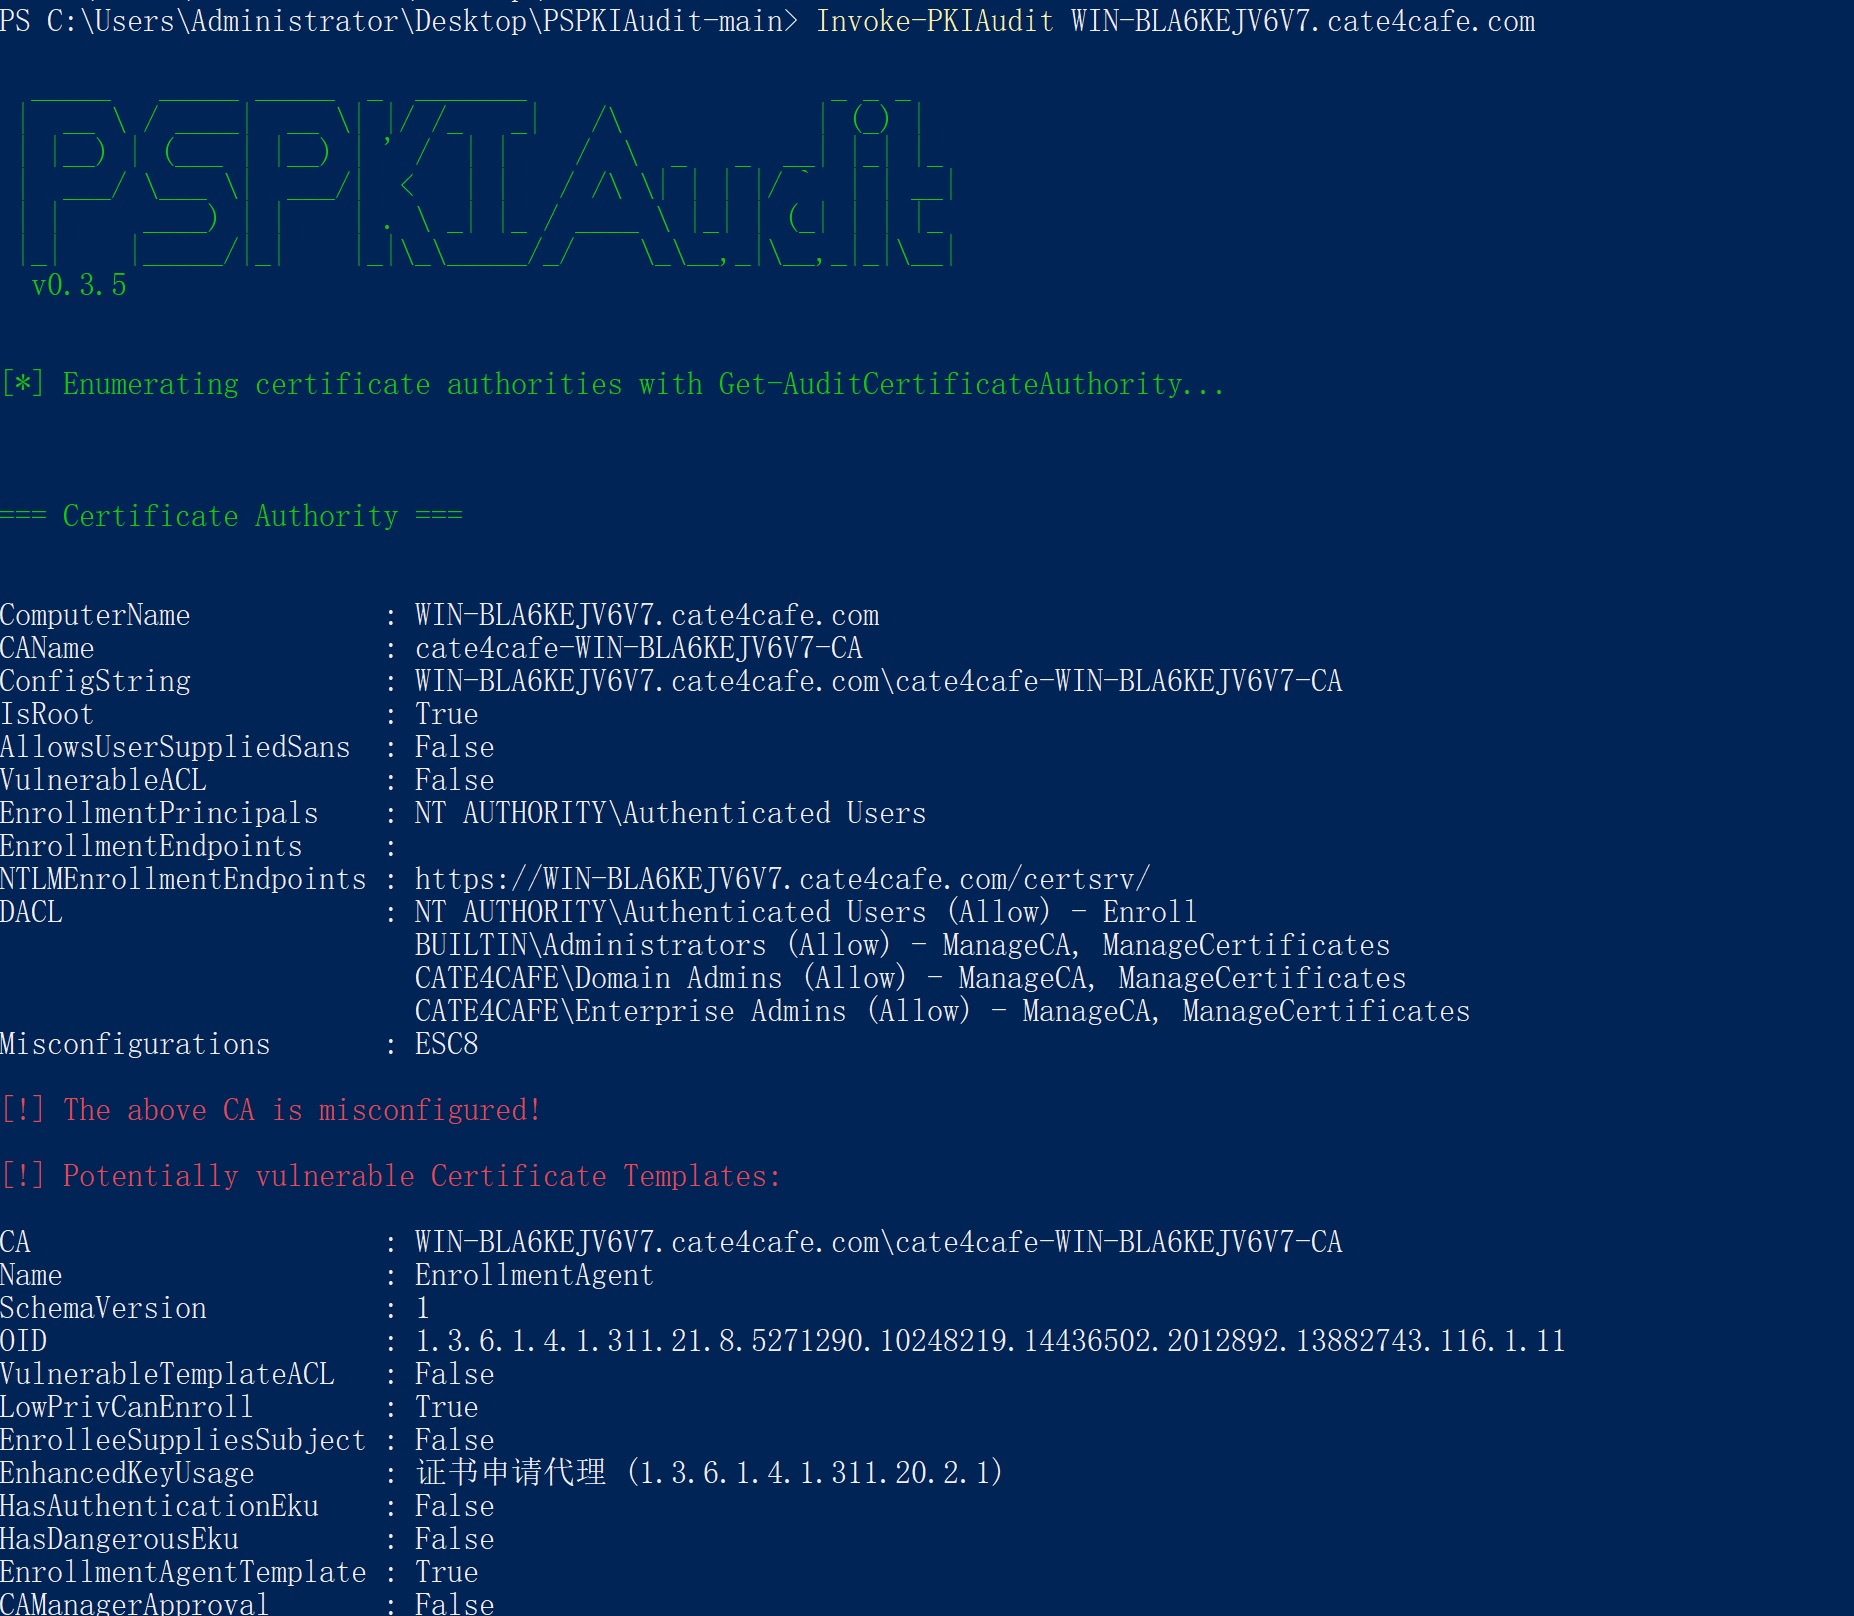 PS C:\Users\Administrator\Desktop\PSPKIAudit-main> Invoke-PKIAudit WIN-BLA6KEJV6V7.cate4cafe.com
PSPKIAudit
v0.3.5
[*] Enumerating certificate authorities with Get-AuditCertificateAuthority...
=== Certificate Authority ===
ComputerName : WIN-BLA6KEJV6V7.cate4cafe.com
CAName : cate4cafe-WIN-BLA6KEJV6V7-CA
ConfigString : WIN-BLA6KEJV6V7.cate4cafe.com\cate4cafe-WIN-BLA6KEJV6V7-CA
IsRoot : True
AllowsUserSuppliedSans : False
VulnerableACL : False
EnrollmentPrincipals : NT AUTHORITY\Authenticated Users
EnrollmentEndpoints :
NTLMEnrollmentEndpoints : https://WIN-BLA6KEJV6V7.cate4cafe.com/certsrv/
DACL : NT AUTHORITY\Authenticated Users (Allow) - Enroll
BUILTIN\Administrators (Allow) - ManageCA, ManageCertificates
CATE4CAFE\Domain Admins (Allow) - ManageCA, ManageCertificates
CATE4CAFE\Enterprise Admins (Allow) - ManageCA, ManageCertificates
Misconfigurations : ESC8
[!] The above CA is misconfigured!
[!] Potentially vulnerable Certificate Templates:
CA : WIN-BLA6KEJV6V7.cate4cafe.com\cate4cafe-WIN-BLA6KEJV6V7-CA
Name : EnrollmentAgent
SchemaVersion : 1
OID : 1.3.6.1.4.1.311.21.8.5271290.10248219.14436502.2012892.13882743.116.1.11
VulnerableTemplateACL : False
LowPrivCanEnroll : True
EnrolleeSuppliesSubject : False
EnhancedKeyUsage : 证书申请代理 (1.3.6.1.4.1.311.20.2.1)
HasAuthenticationEku : False
HasDangerousEku : False
EnrollmentAgentTemplate : True
CAManagerApproval : False